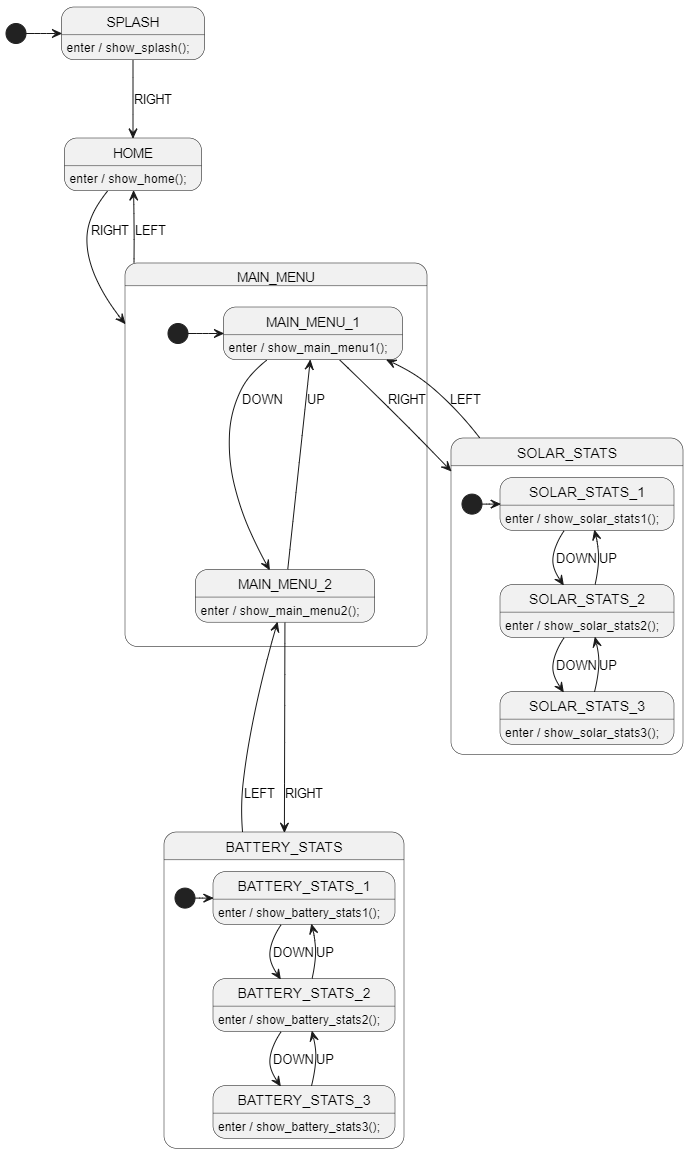 SPLASH
enter / show_splash();
RIGHT
HOME
enter / show_home();
RIGHT
LEFT
MAIN_MENU
MAIN_MENU_1
enter / show_main_menu1();
DOWN
UP
RIGHT
LEFT
SOLAR_STATS
SOLAR_STATS_1
enter / show_solar_stats1();
DOWN
UP
SOLAR_STATS_2
enter / show_solar_stats2();
DOWN
UP
SOLAR_STATS_3
enter / show_solar_stats3();
MAIN_MENU_2
enter / show_main_menu2();
LEFT
RIGHT
BATTERY_STATS
BATTERY_STATS_1
enter / show_battery_stats1();
DOWN
UP
BATTERY_STATS_2
enter / show_battery_stats2();
DOWN
UP
BATTERY_STATS_3
enter / show_battery_stats3();